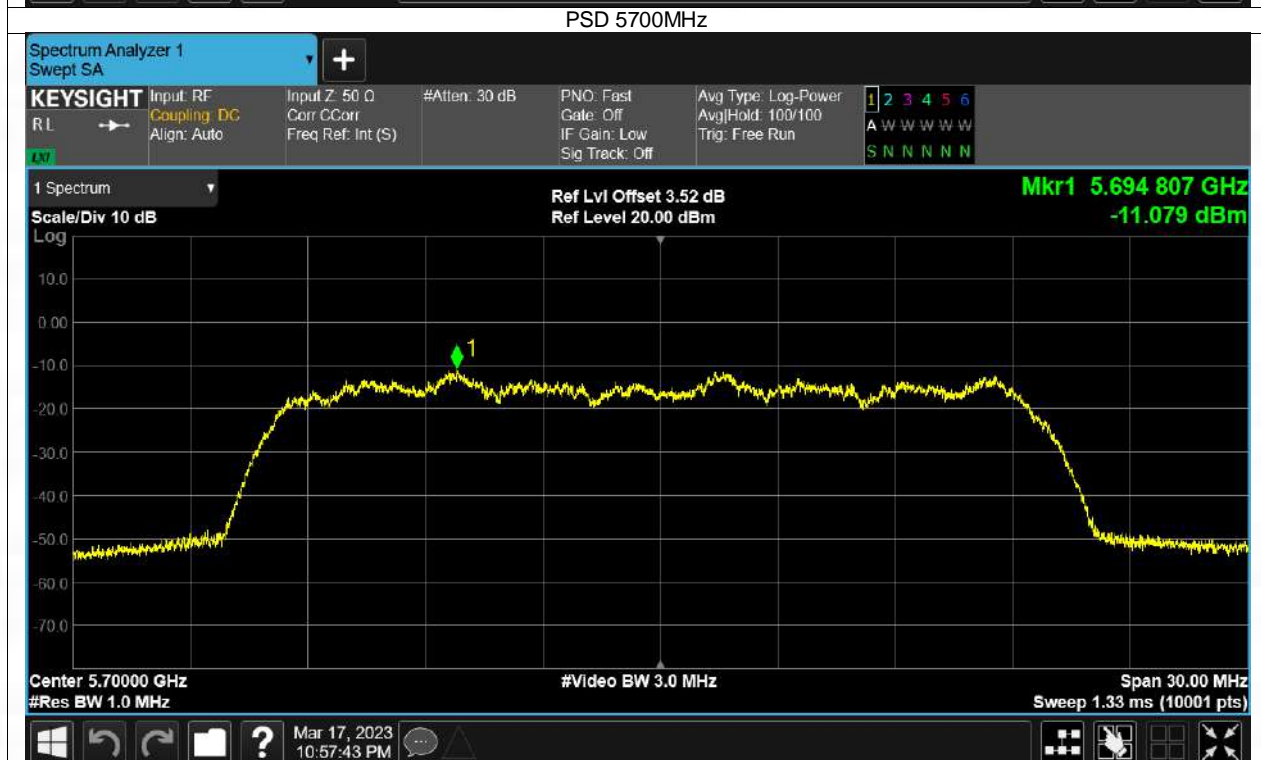 PSD 5700MHz
Spectrum Analyzer 1
Swept SA
+
KEYSIGHT
RL
LXI
Input: RF
Coupling: DC
Align: Auto
Input Z: 50 Ω
Corr CCorr
Freq Ref: Int (S)
#Atten: 30 dB
PNO: Fast
Gate: Off
IF Gain: Low
Sig Track: Off
Avg Type: Log-Power
Avg|Hold: 100/100
Trig: Free Run
1 2 3 4 5 6
A W W W W W
S N N N N N
1 Spectrum
Scale/Div 10 dB
Log
Ref Lvl Offset 3.52 dB
Ref Level 20.00 dBm
Mkr1 5.694 807 GHz
-11.079 dBm
10.0
0.00
1
-10.0
-20.0
-30.0
-40.0
-50.0
-60.0
-70.0
Center 5.70000 GHz
#Res BW 1.0 MHz
#Video BW 3.0 MHz
Span 30.00 MHz
Sweep 1.33 ms (10001 pts)
?
Mar 17, 2023
10:57:43 PM